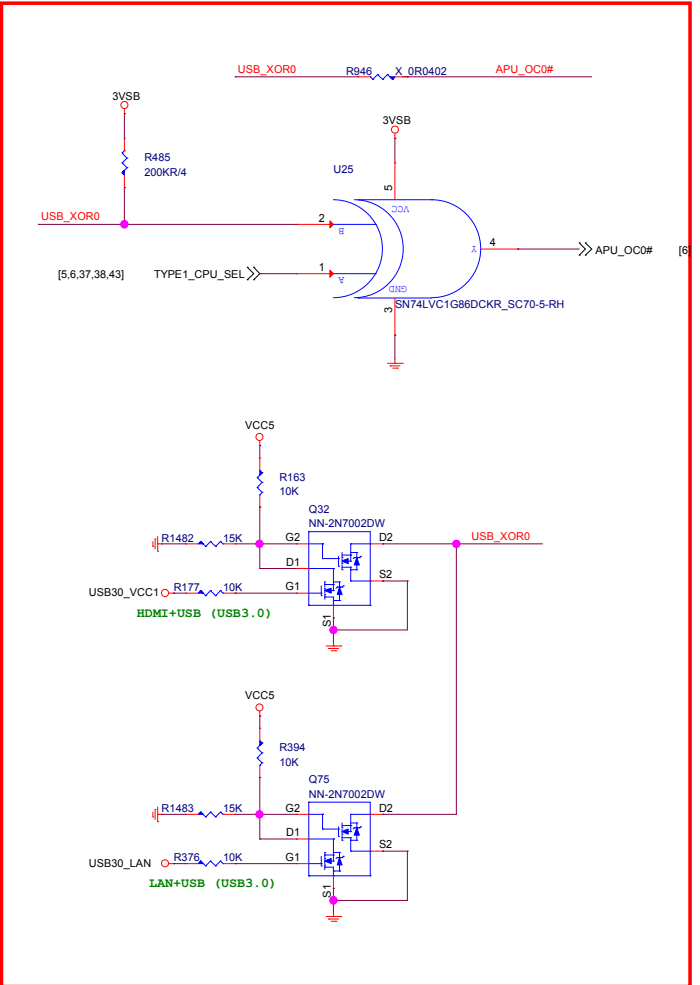 USB_XOR0 R946 X_0R0402 APU_OC0#
3VSB
R485
200KR/4
3VSB
U25
5
VCC
USB_XOR0
2
B
4
Y
APU_OC0# [6]
[5,6,37,38,43] TYPE1_CPU_SEL
1
A
GND
3
SN74LVC1G86DCKR_SC70-5-RH
VCC5
R163
10K
Q32
NN-2N7002DW
R1482 15K G2 D2 USB_XOR0
D1
S2
USB30_VCC1 R177 10K G1
HDMI+USB (USB3.0)
S1
VCC5
R394
10K
Q75
NN-2N7002DW
R1483 15K G2 D2
D1
S2
USB30_LAN R376 10K G1
LAN+USB (USB3.0)
S1